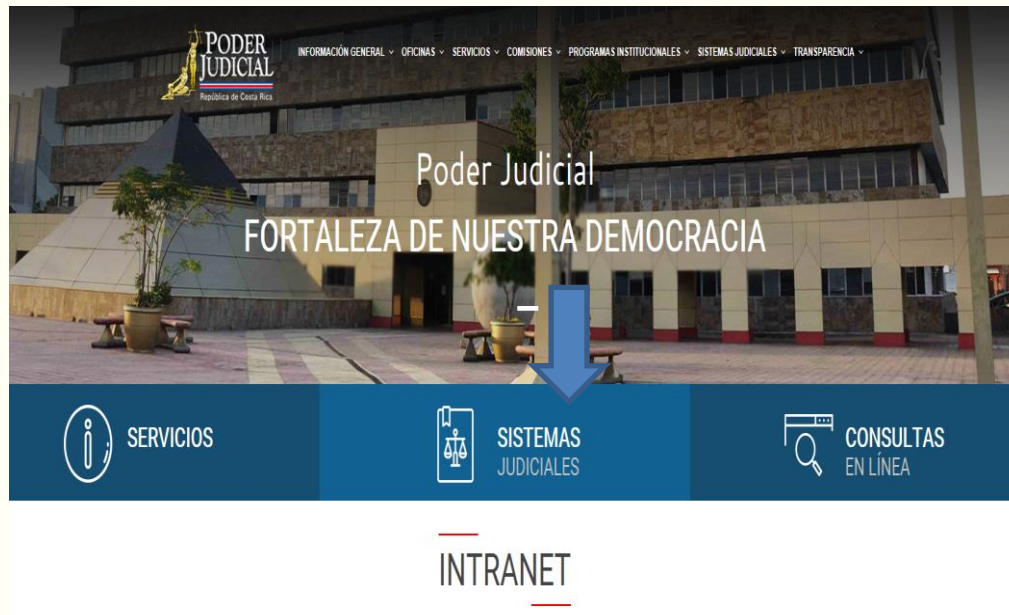 PODER
JUDICIAL
República de Costa Rica
INFORMACIÓN GENERAL OFICINAS SERVICIOS COMISIONES PROGRAMAS INSTITUCIONALES SISTEMAS JUDICIALES TRANSPARENCIA
Poder Judicial
FORTALEZA DE NUESTRA DEMOCRACIA
SERVICIOS
SISTEMAS
JUDICIALES
CONSULTAS
EN LÍNEA
INTRANET